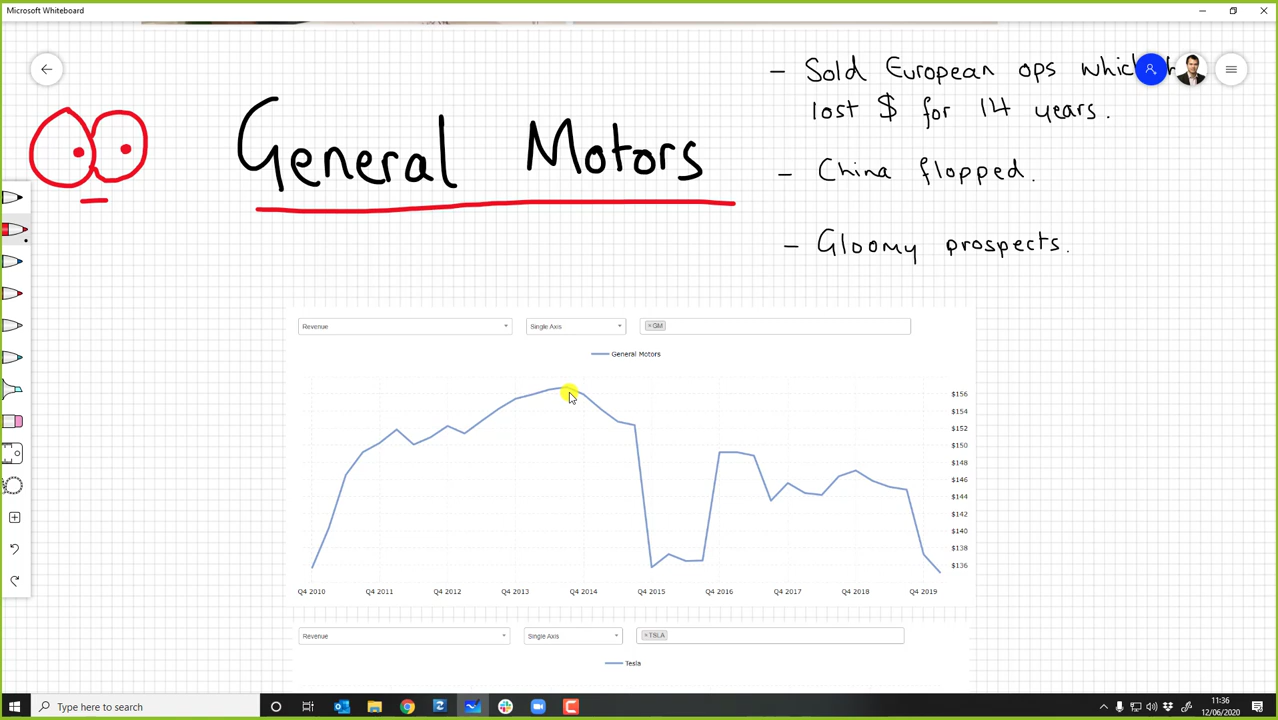 Microsoft Whiteboard
- Sold European ops which
lost $ for 14 years.
General Motors
- China flopped.
- Gloomy prospects.
Revenue
Single Axis
× GM
General Motors
$156
$154
$152
$150
$148
$146
$144
$142
$140
$138
$136
Q4 2010 Q4 2011 Q4 2012 Q4 2013 Q4 2014 Q4 2015 Q4 2016 Q4 2017 Q4 2018 Q4 2019
Revenue
Single Axis
× TSLA
Tesla
Type here to search
11:36
12/06/2020